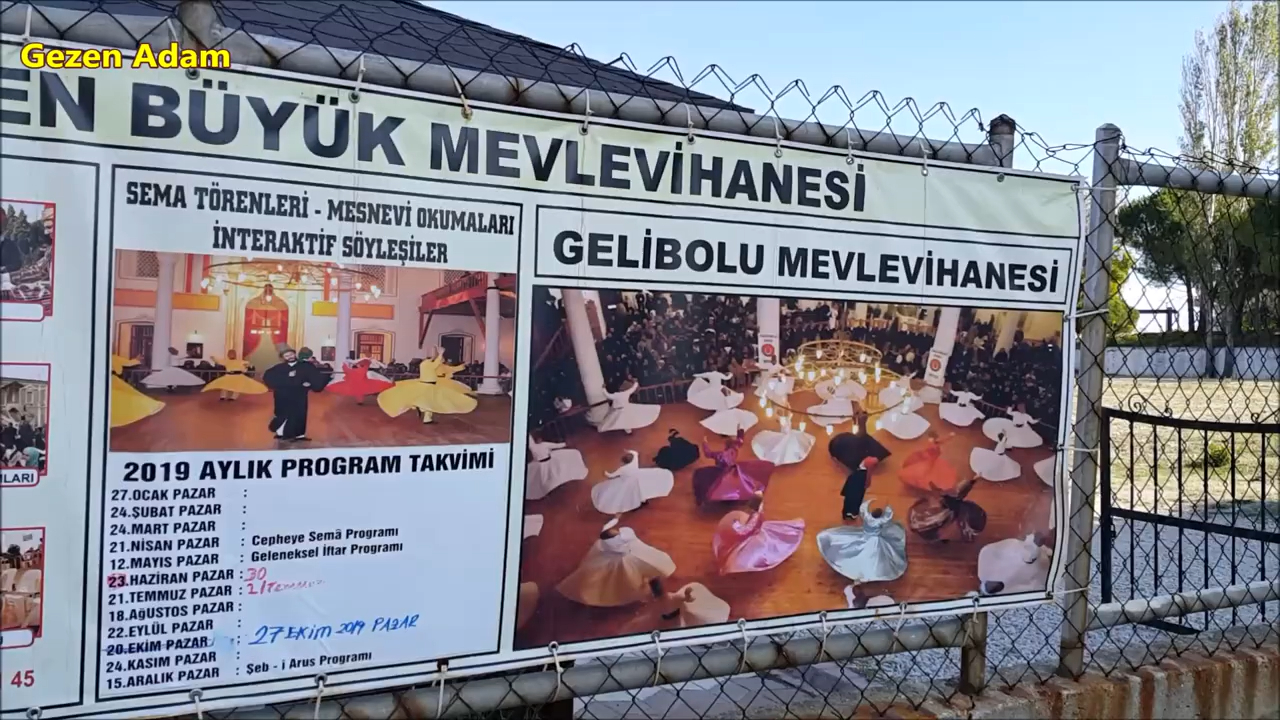 Gezen Adam
EN BÜYÜK MEVLEVİHANESİ
SEMA TÖRENLERİ - MESNEVİ OKUMALARI
İNTERAKTİF SÖYLEŞİLER
2019 AYLIK PROGRAM TAKVİMİ
27.OCAK PAZAR :
24.ŞUBAT PAZAR :
24.MART PAZAR :
21.NİSAN PAZAR : Cepheye Semâ Programı
12.MAYIS PAZAR : Geleneksel İftar Programı
23.HAZİRAN PAZAR : 30
21.TEMMUZ PAZAR : 21 Temmuz
18.AĞUSTOS PAZAR :
22.EYLÜL PAZAR :
20.EKİM PAZAR : 27 EKİM 2019 PAZAR
24.KASIM PAZAR :
15.ARALIK PAZAR : Şeb - i Arus Programı
GELİBOLU MEVLEVİHANESİ
45